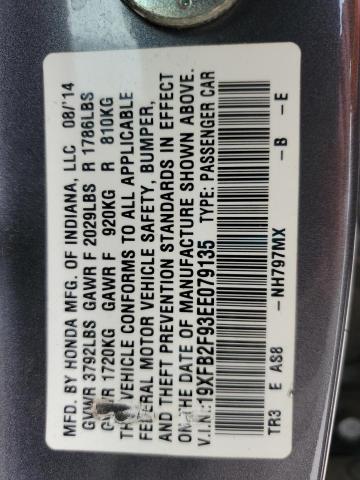 MFD. BY HONDA MFG. OF INDIANA, LLC 08/'14
GVWR 3792LBS GAWR F 2029LBS R 1786LBS
GVWR 1720KG GAWR F 920KG R 810KG
THIS VEHICLE CONFORMS TO ALL APPLICABLE
FEDERAL MOTOR VEHICLE SAFETY, BUMPER,
AND THEFT PREVENTION STANDARDS IN EFFECT
ON THE DATE OF MANUFACTURE SHOWN ABOVE.
V.I.N.: 19XFB2F93EE079135 TYPE: PASSENGER CAR
TR3 E AS8 - NH797MX - B - E